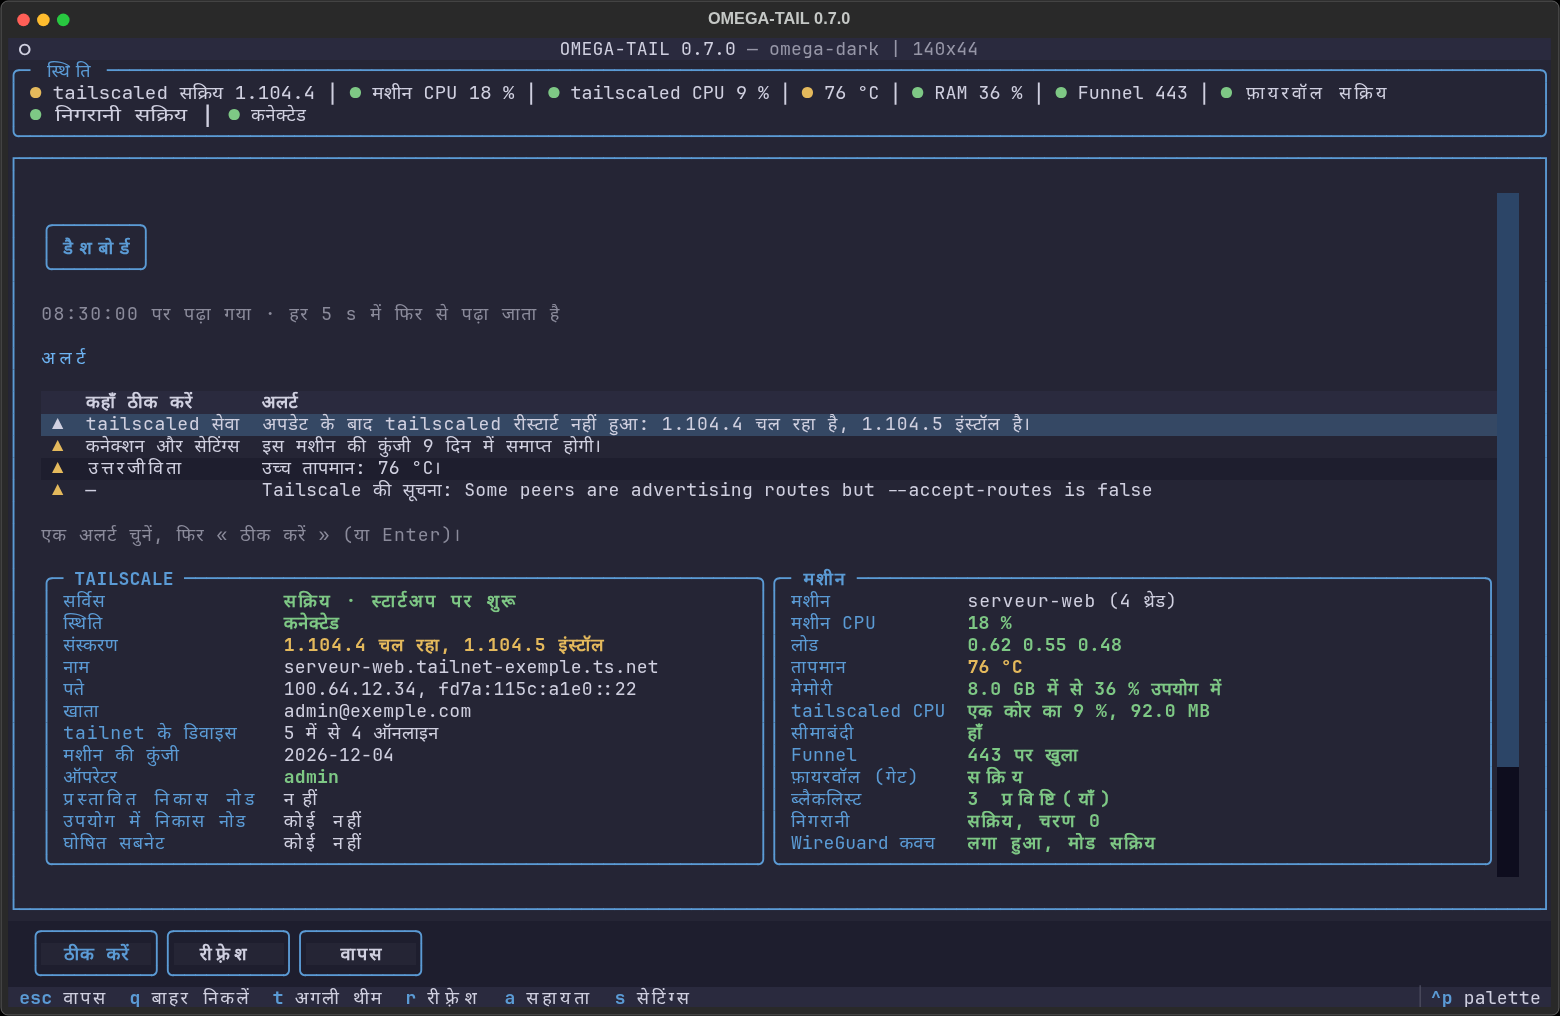 OMEGA-TAIL 0.7.0
OMEGA-TAIL 0.7.0 — omega-dark | 140x44
स्थिति
tailscaled सक्रिय 1.104.4 | मशीन CPU 18 % | tailscaled CPU 9 % | 76 °C | RAM 36 % | Funnel 443 | फ़ायरवॉल सक्रिय
निगरानी सक्रिय | कनेक्टेड
डैशबोर्ड
08:30:00 पर पढ़ा गया · हर 5 s में फिर से पढ़ा जाता है
अलर्ट
कहाँ ठीक करें अलर्ट
▲ tailscaled सेवा अपडेट के बाद tailscaled रीस्टार्ट नहीं हुआ: 1.104.4 चल रहा है, 1.104.5 इंस्टॉल है।
▲ कनेक्शन और सेटिंग्स इस मशीन की कुंजी 9 दिन में समाप्त होगी।
▲ उत्तरजीविता उच्च तापमान: 76 °C।
▲ — Tailscale की सूचना: Some peers are advertising routes but --accept-routes is false
एक अलर्ट चुनें, फिर « ठीक करें » (या Enter)।
TAILSCALE
सर्विस सक्रिय · स्टार्टअप पर शुरू
स्थिति कनेक्टेड
संस्करण 1.104.4 चल रहा, 1.104.5 इंस्टॉल
नाम serveur-web.tailnet-exemple.ts.net
पते 100.64.12.34, fd7a:115c:a1e0::22
खाता admin@exemple.com
tailnet के डिवाइस 5 में से 4 ऑनलाइन
मशीन की कुंजी 2026-12-04
ऑपरेटर admin
प्रस्तावित निकास नोड नहीं
उपयोग में निकास नोड कोई नहीं
घोषित सबनेट कोई नहीं
मशीन
मशीन serveur-web (4 थ्रेड)
मशीन CPU 18 %
लोड 0.62 0.55 0.48
तापमान 76 °C
मेमोरी 8.0 GB में से 36 % उपयोग में
tailscaled CPU एक कोर का 9 %, 92.0 MB
सीमाबंदी हाँ
Funnel 443 पर खुला
फ़ायरवॉल (गेट) सक्रिय
ब्लैकलिस्ट 3 प्रविष्टि(याँ)
निगरानी सक्रिय, चरण 0
WireGuard कवच लगा हुआ, मोड सक्रिय
ठीक करें रीफ़्रेश वापस
esc वापस q बाहर निकलें t अगली थीम r रीफ़्रेश a सहायता s सेटिंग्स ^p palette